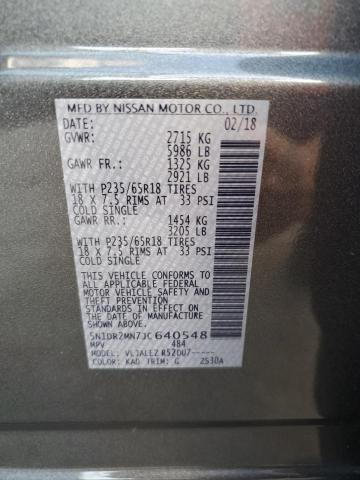 MFD BY NISSAN MOTOR CO., LTD.
DATE: 02/18
GVWR: 2715 KG
5986 LB
GAWR FR.: 1325 KG
2921 LB
WITH P235/65R18 TIRES
18 X 7.5 RIMS AT 33 PSI
COLD SINGLE
GAWR RR.: 1454 KG
3205 LB
WITH P235/65R18 TIRES
18 X 7.5 RIMS AT 33 PSI
COLD SINGLE
THIS VEHICLE CONFORMS TO
ALL APPLICABLE FEDERAL
MOTOR VEHICLE SAFETY
AND THEFT PREVENTION
STANDARDS IN EFFECT ON
THE DATE OF MANUFACTURE
SHOWN ABOVE.
5N1DR2MN7JC640548
MPV 484
MODEL:
COLOR: KAD TRIM: G 2530A